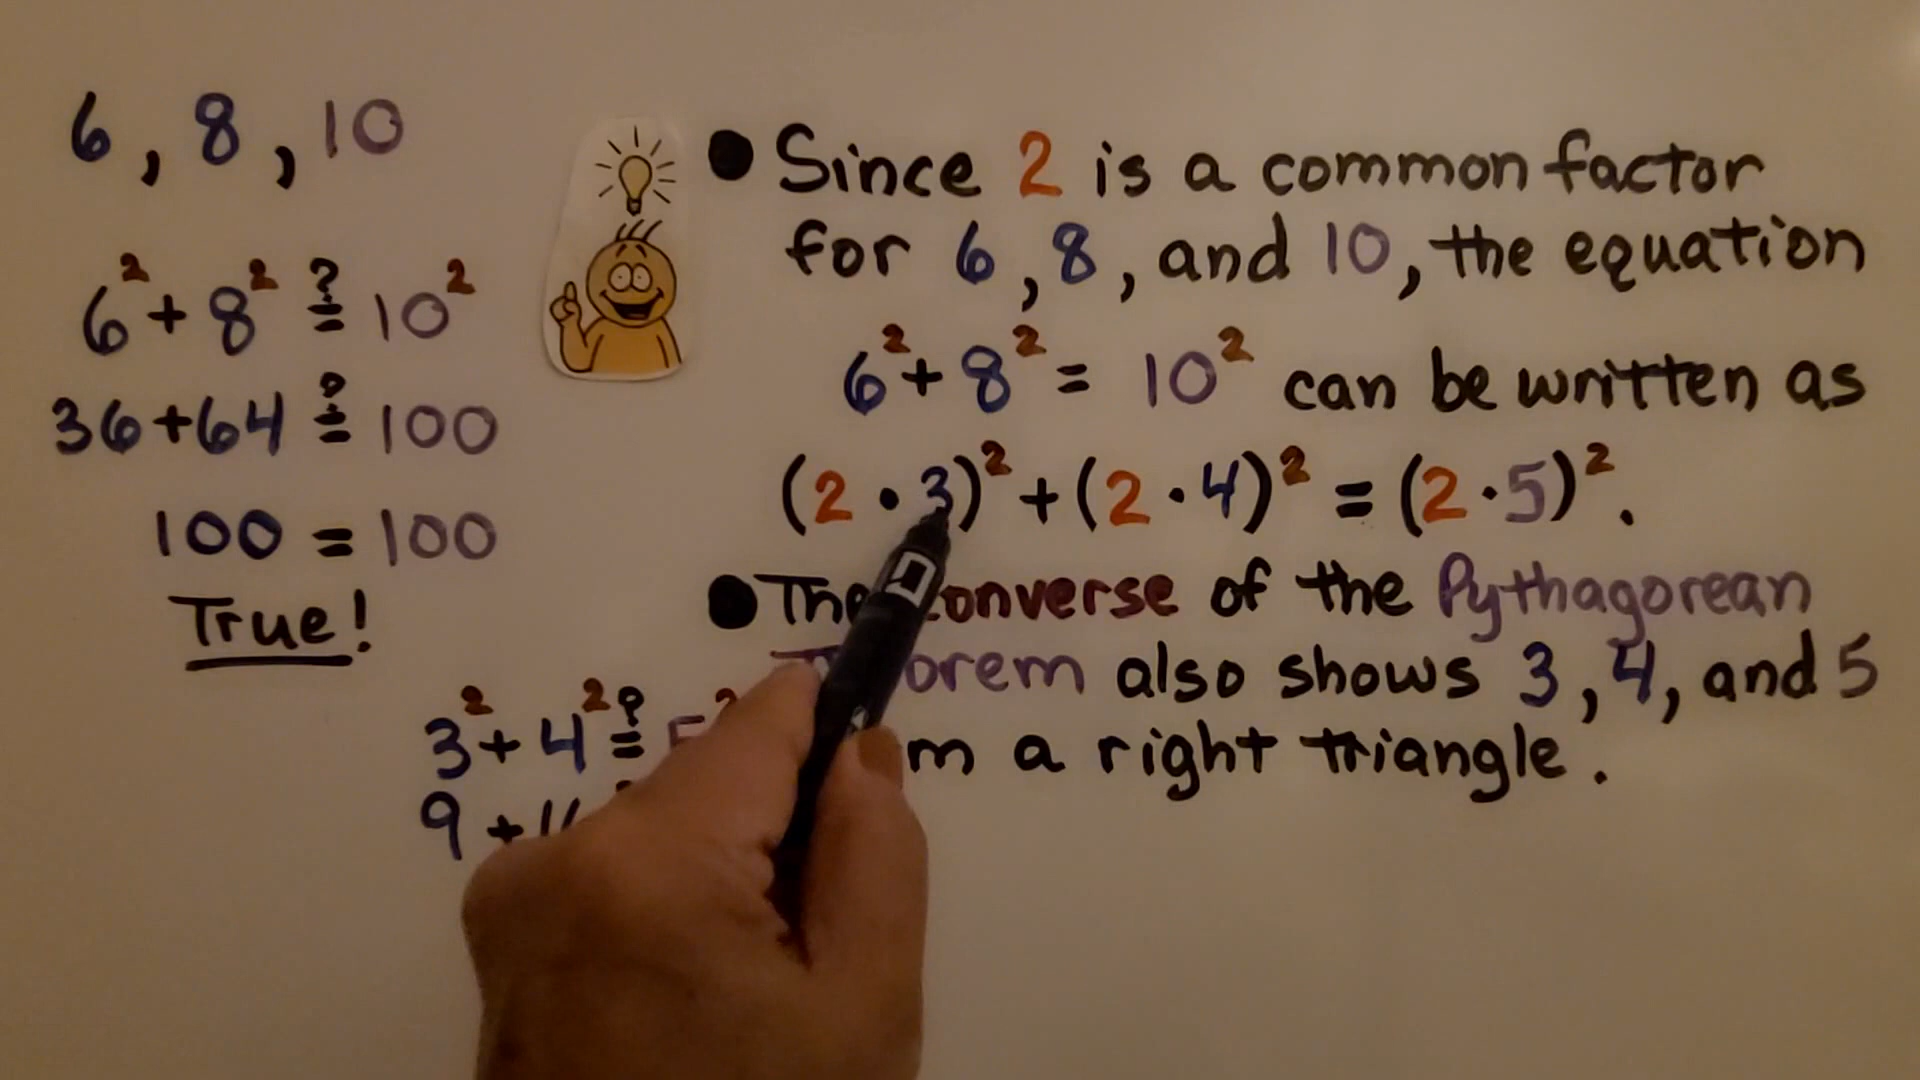 6, 8, 10
6² + 8² ≟ 10²
36 + 64 ≟ 100
100 = 100
True!
3² + 4² ≟
9 +
● Since 2 is a common factor
for 6, 8, and 10, the equation
6² + 8² = 10² can be written as
(2 · 3)² + (2 · 4)² = (2 · 5)².
● The converse of the Pythagorean
also shows 3, 4, and 5
a right triangle.